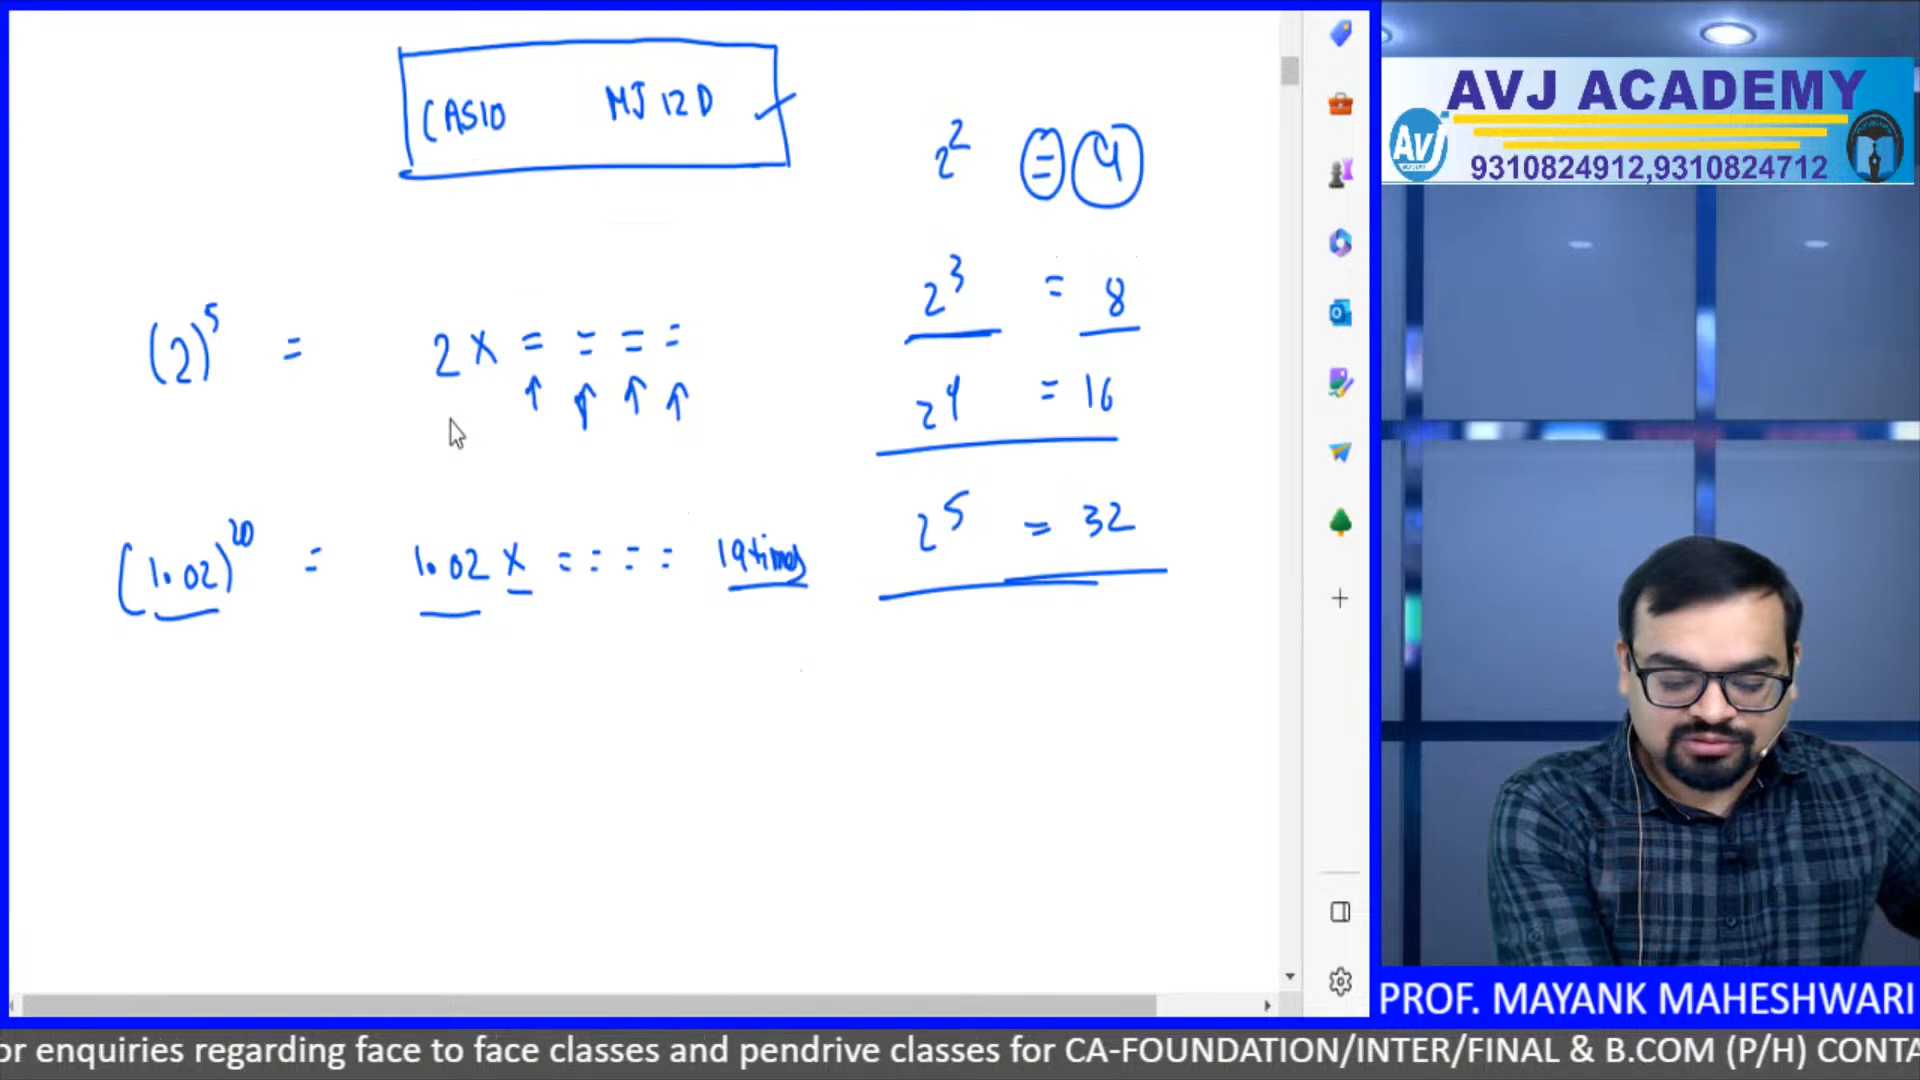 CASIO MJ 12D
2² = 4
2³ = 8
(2)⁵ = 2 X = = = =
↑ ↑ ↑ ↑
2⁴ = 16
2⁵ = 32
(1.02)²⁰ = 1.02 X = = = = 19 times
AVJ ACADEMY
AVJ
9310824912,9310824712
PROF. MAYANK MAHESHWARI
or enquiries regarding face to face classes and pendrive classes for CA-FOUNDATION/INTER/FINAL & B.COM (P/H) CONTA